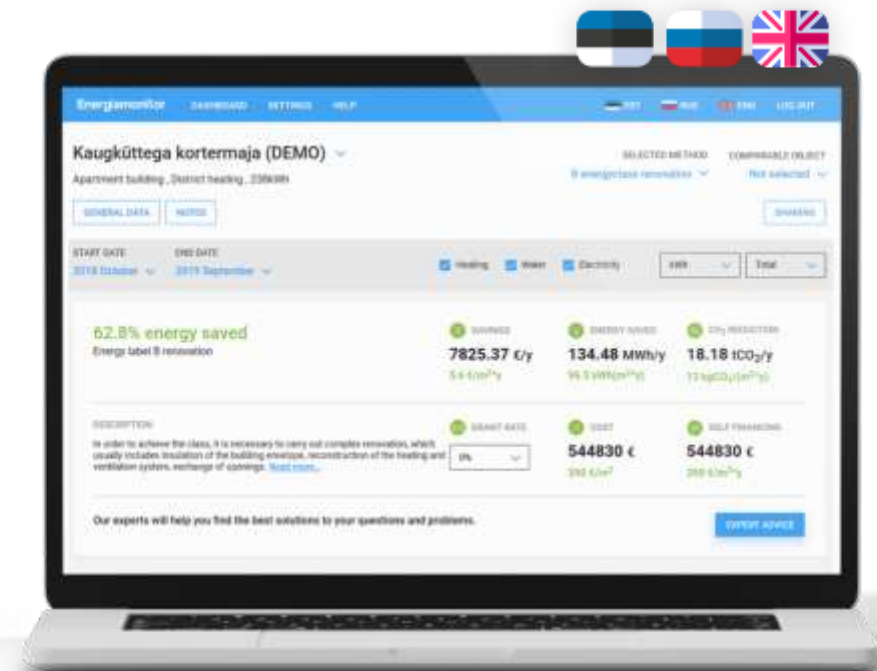 Energiamonitor DASHBOARD SETTINGS HELP EST RUS ENG LOG OUT
Kaugküttega kortermaja (DEMO)
SELECTED METHOD COMPARABLE OBJECT
Apartment building , District heating , 238kWh
B energyclass renovation Not selected
GENERAL DATA NOTES SHARING
START DATE END DATE
2018 October 2019 September
Heating Water Electricity kWh Total
62.8% energy saved
Energy label B renovation
SAVINGS ENERGY SAVED CO₂ REDUCTION
7825.37 €/y 134.48 MWh/y 18.18 tCO₂/y
5.6 €/m²*y
DESCRIPTION
In order to achieve the class, it is necessary to carry out complex renovation, which
usually includes insulation of the building envelope, reconstruction of the heating and
ventilation system, exchange of openings. Read more...
GRANT RATE COST SELF FINANCING
0% 544830 € 544830 €
Our experts will help you find the best solutions to your questions and problems.
EXPERT ADVICE